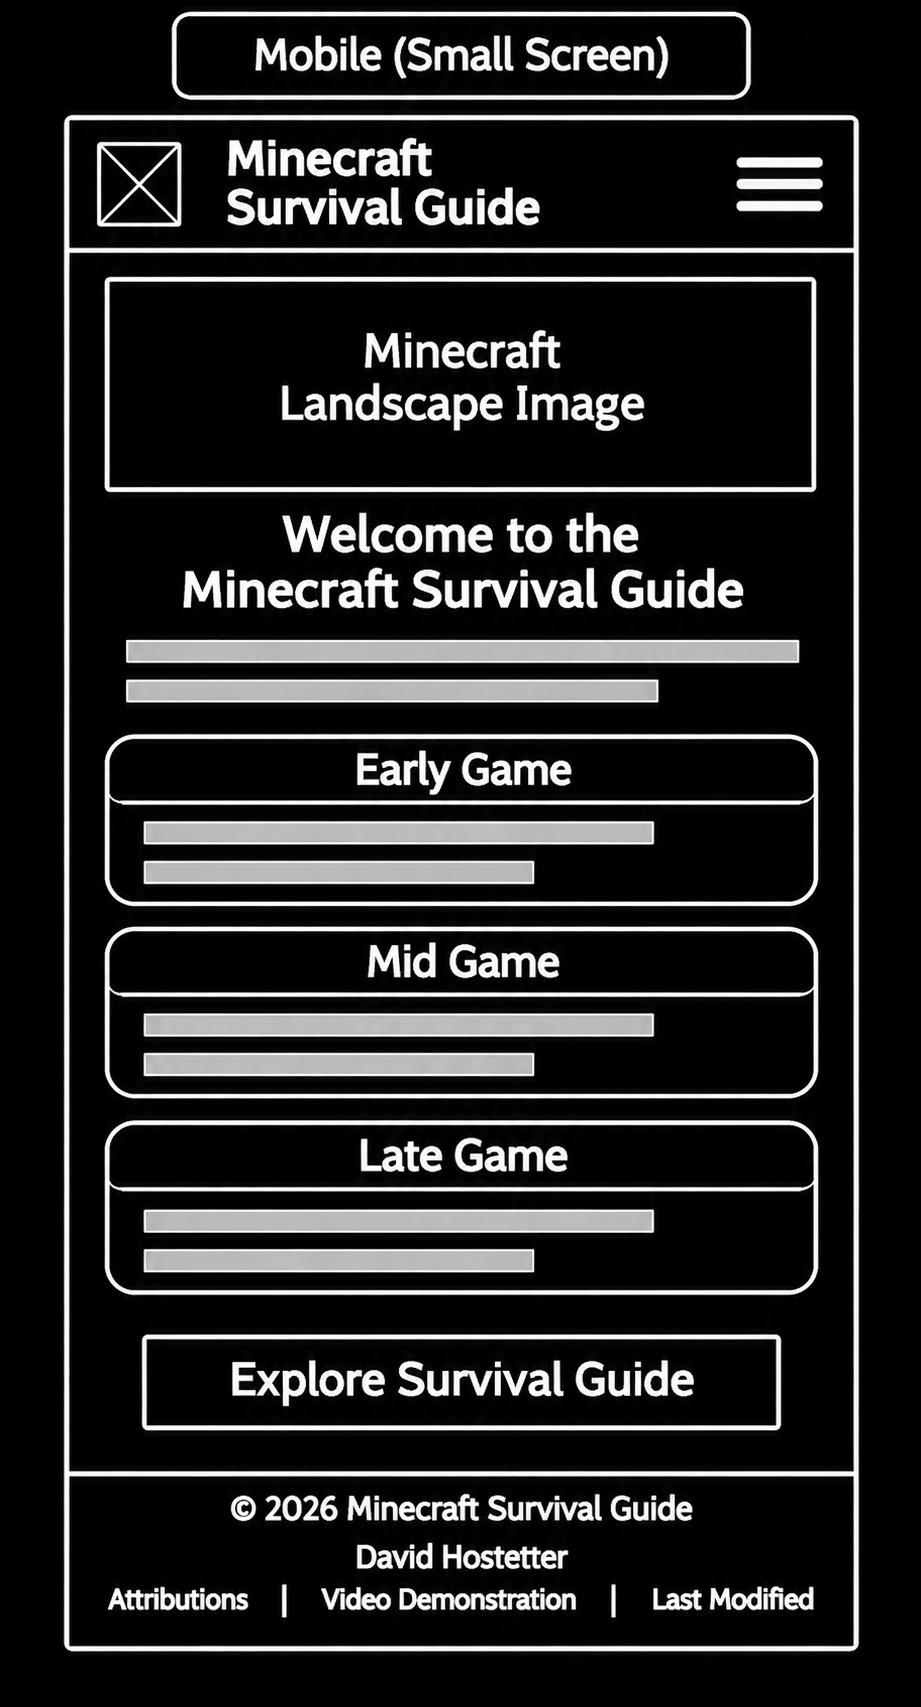 Mobile (Small Screen)
Minecraft
Survival Guide
Minecraft
Landscape Image
Welcome to the
Minecraft Survival Guide
Early Game
Mid Game
Late Game
Explore Survival Guide
© 2026 Minecraft Survival Guide
David Hostetter
Attributions | Video Demonstration | Last Modified